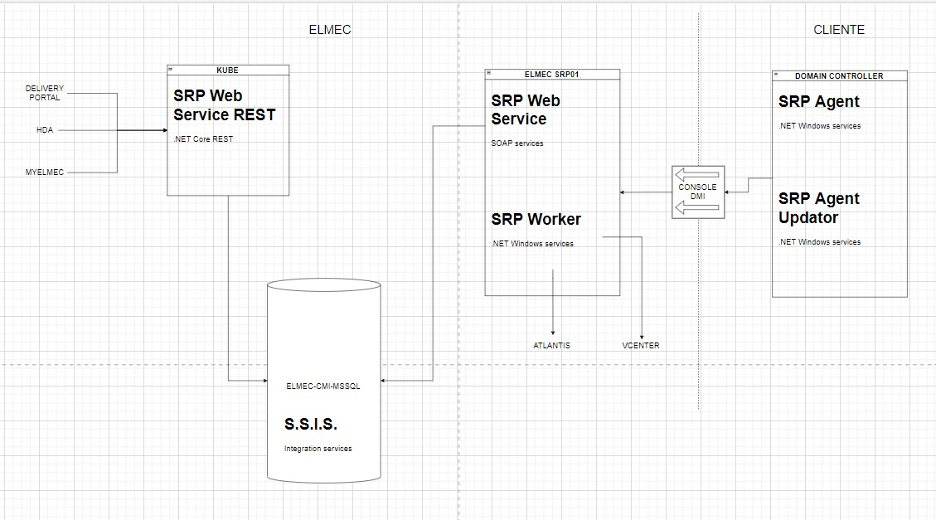 ELMEC
CLIENTE
DELIVERY
PORTAL
HDA
MYELMEC
KUBE
SRP Web
Service REST
.NET Core REST
ELMEC SRP01
SRP Web
Service
SOAP services
SRP Worker
.NET Windows services
CONSOLE
DMI
DOMAIN CONTROLLER
SRP Agent
.NET Windows services
SRP Agent
Updator
.NET Windows services
ATLANTIS
VCENTER
ELMEC-CMI-MSSQL
S.S.I.S.
Integration services